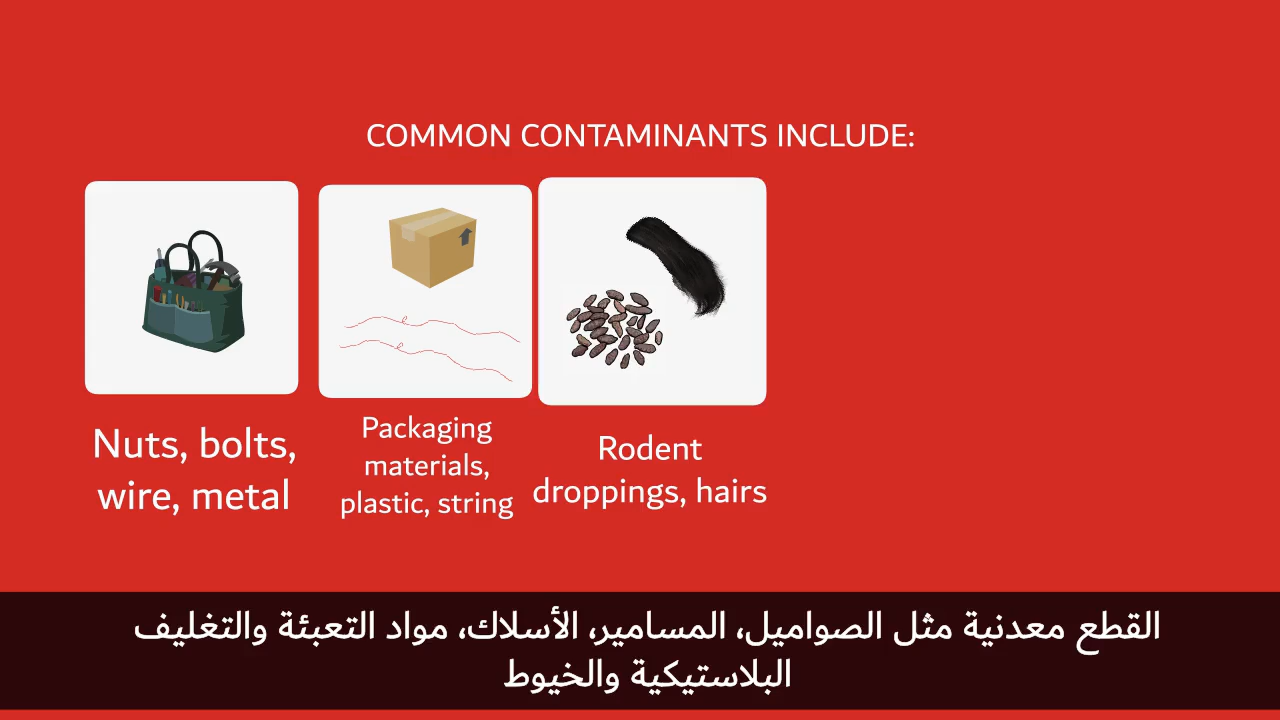 COMMON CONTAMINANTS INCLUDE:
Nuts, bolts,
wire, metal
Packaging
materials,
plastic, string
Rodent
droppings, hairs
القطع معدنية مثل الصواميل، المسامير، الأسلاك، مواد التعبئة والتغليف
البلاستيكية والخيوط